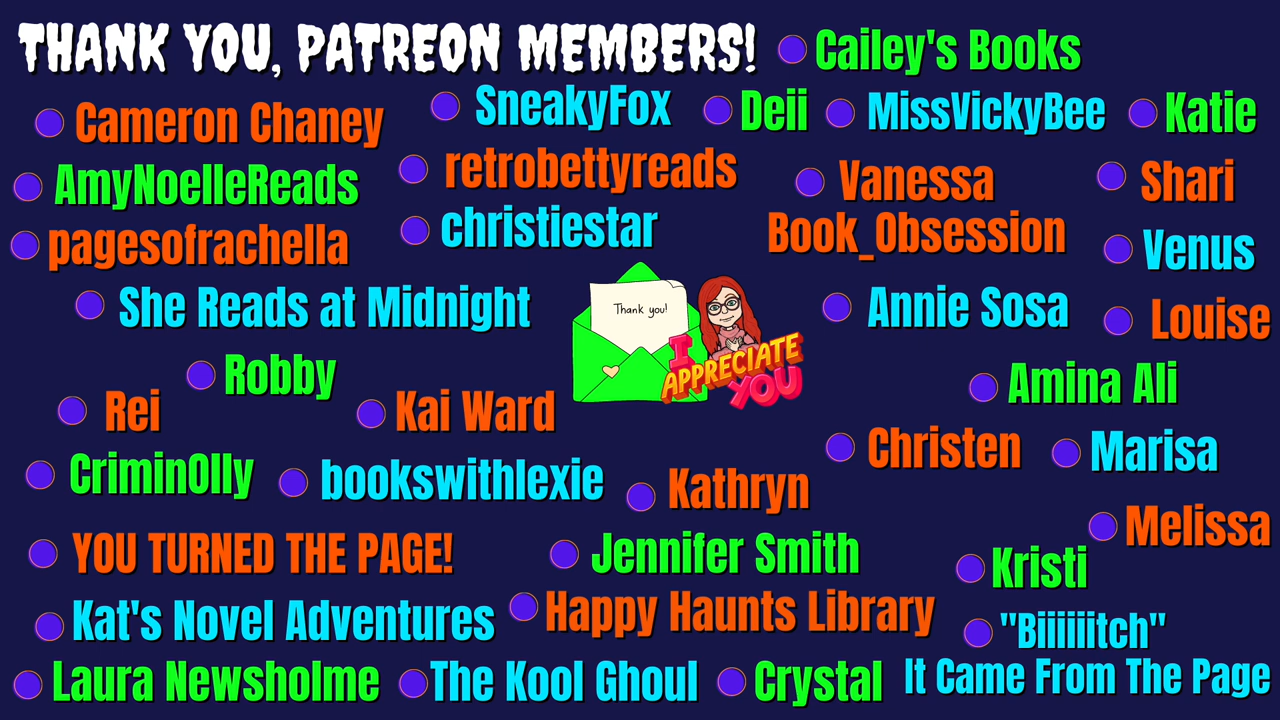 THANK YOU, PATREON MEMBERS!
Cailey's Books
Cameron Chaney
SneakyFox
Deii
MissVickyBee
Katie
AmyNoelleReads
retrobettyreads
Vanessa
Book_Obsession
Shari
pagesofrachella
christiestar
Venus
She Reads at Midnight
Thank you!
I
APPRECIATE
YOU
Annie Sosa
Louise
Robby
Amina Ali
Rei
Kai Ward
Christen
Marisa
CriminOlly
bookswithlexie
Kathryn
Melissa
YOU TURNED THE PAGE!
Jennifer Smith
Kristi
Kat's Novel Adventures
Happy Haunts Library
"Biiiiiitch"
It Came From The Page
Laura Newsholme
The Kool Ghoul
Crystal